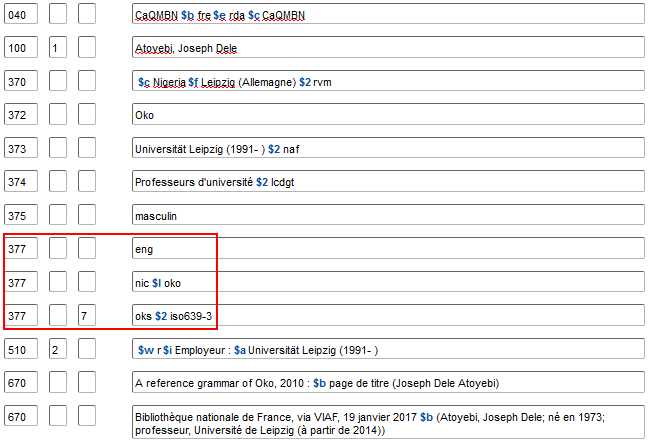 040 CaQMBN $b fre $e rda $c CaQMBN
100 1 Atoyebi, Joseph Dele
370 $c Nigeria $f Leipzig (Allemagne) $2 rvm
372 Oko
373 Universität Leipzig (1991- ) $2 naf
374 Professeurs d'université $2 lcdgt
375 masculin
377 eng
377 nic $l oko
377 7 oks $2 iso639-3
510 2 $w r $i Employeur : $a Universität Leipzig (1991- )
670 A reference grammar of Oko, 2010 : $b page de titre (Joseph Dele Atoyebi)
670 Bibliothèque nationale de France, via VIAF, 19 janvier 2017 $b (Atoyebi, Joseph Dele; né en 1973;
professeur, Université de Leipzig (à partir de 2014))